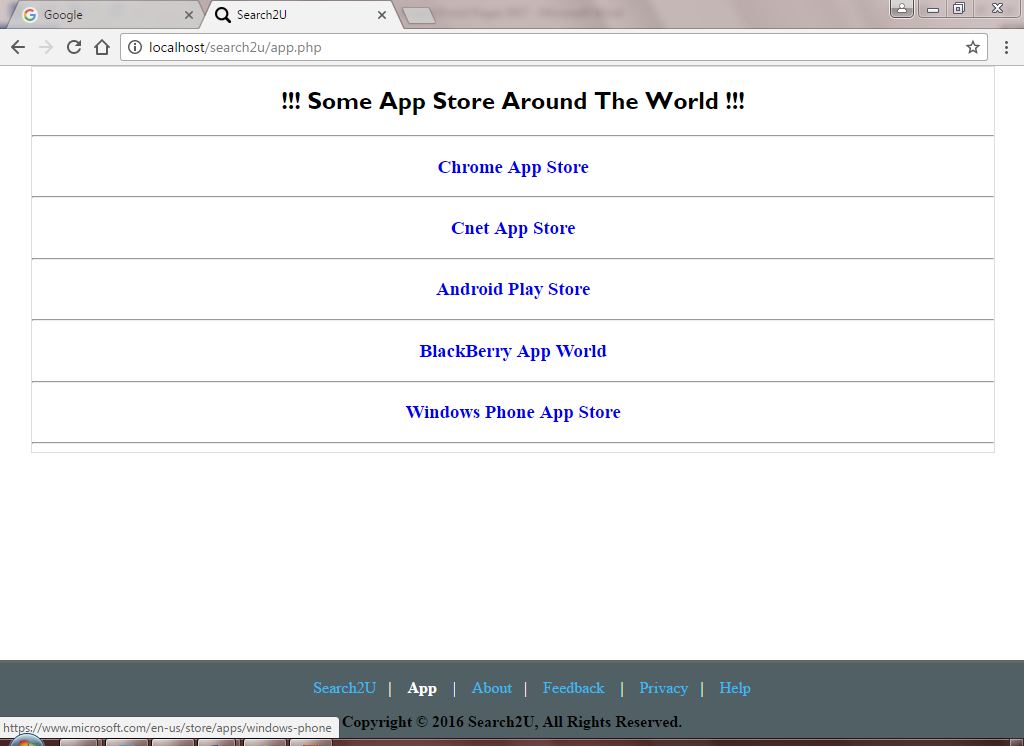 Google
Search2U
localhost/search2u/app.php
!!! Some App Store Around The World !!!
Chrome App Store
Cnet App Store
Android Play Store
BlackBerry App World
Windows Phone App Store
Search2U | App | About | Feedback | Privacy | Help
Copyright © 2016 Search2U, All Rights Reserved.
https://www.microsoft.com/en-us/store/apps/windows-phone